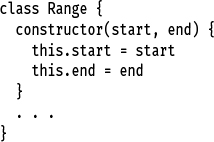 class Range {
  constructor(start, end) {
    this.start = start
    this.end = end
  }
  . . .
}